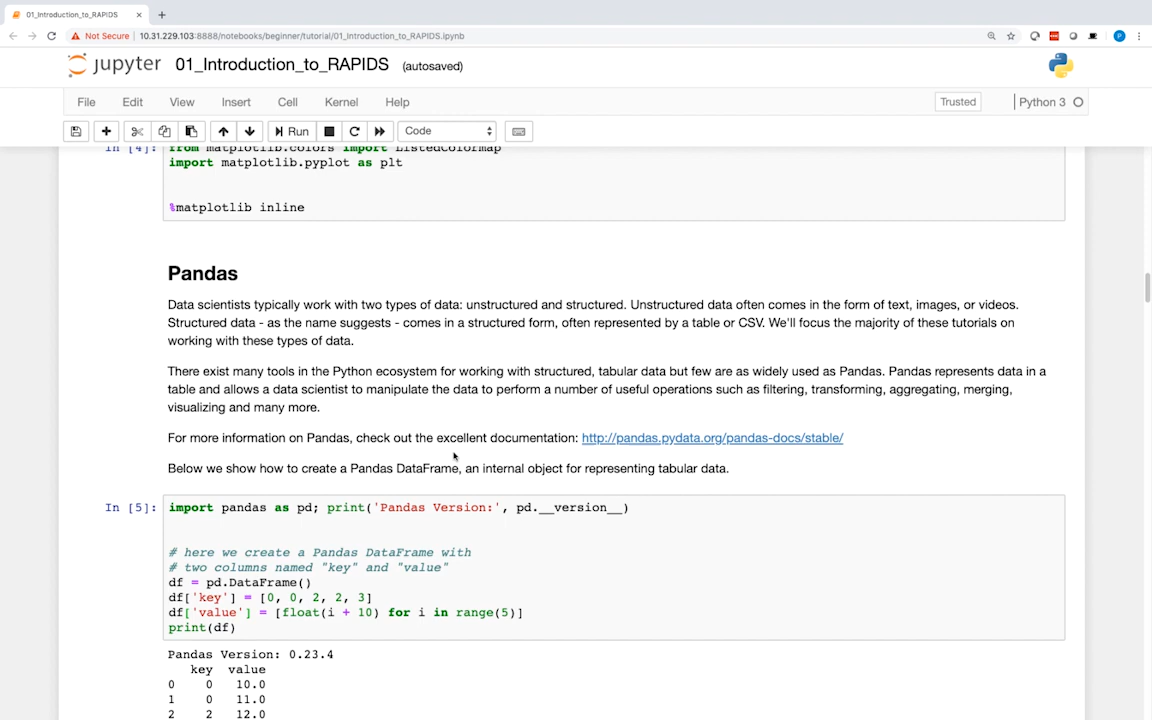 01_Introduction_to_RAPIDS
Not Secure 10.31.229.103:8888/notebooks/beginner/tutorial/01_Introduction_to_RAPIDS.ipynb
jupyter 01_Introduction_to_RAPIDS (autosaved)
File Edit View Insert Cell Kernel Help Trusted Python 3
Run Code
In [4]: from matplotlib.colors import ListedColormap
import matplotlib.pyplot as plt
%matplotlib inline
Pandas
Data scientists typically work with two types of data: unstructured and structured. Unstructured data often comes in the form of text, images, or videos.
Structured data - as the name suggests - comes in a structured form, often represented by a table or CSV. We'll focus the majority of these tutorials on
working with these types of data.
There exist many tools in the Python ecosystem for working with structured, tabular data but few are as widely used as Pandas. Pandas represents data in a
table and allows a data scientist to manipulate the data to perform a number of useful operations such as filtering, transforming, aggregating, merging,
visualizing and many more.
For more information on Pandas, check out the excellent documentation: http://pandas.pydata.org/pandas-docs/stable/
Below we show how to create a Pandas DataFrame, an internal object for representing tabular data.
In [5]: import pandas as pd; print('Pandas Version:', pd.__version__)
# here we create a Pandas DataFrame with
# two columns named "key" and "value"
df = pd.DataFrame()
df['key'] = [0, 0, 2, 2, 3]
df['value'] = [float(i + 10) for i in range(5)]
print(df)
Pandas Version: 0.23.4
key value
0 0 10.0
1 0 11.0
2 2 12.0